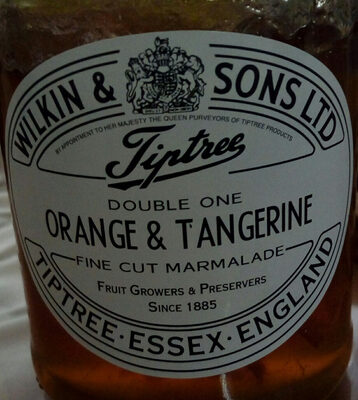 WILKIN & SONS LTD
BY APPOINTMENT TO HER MAJESTY THE QUEEN PURVEYORS OF TIPTREE PRODUCTS
Tiptree
DOUBLE ONE
ORANGE & TANGERINE
FINE CUT MARMALADE
FRUIT GROWERS & PRESERVERS
SINCE 1885
TIPTREE · ESSEX · ENGLAND